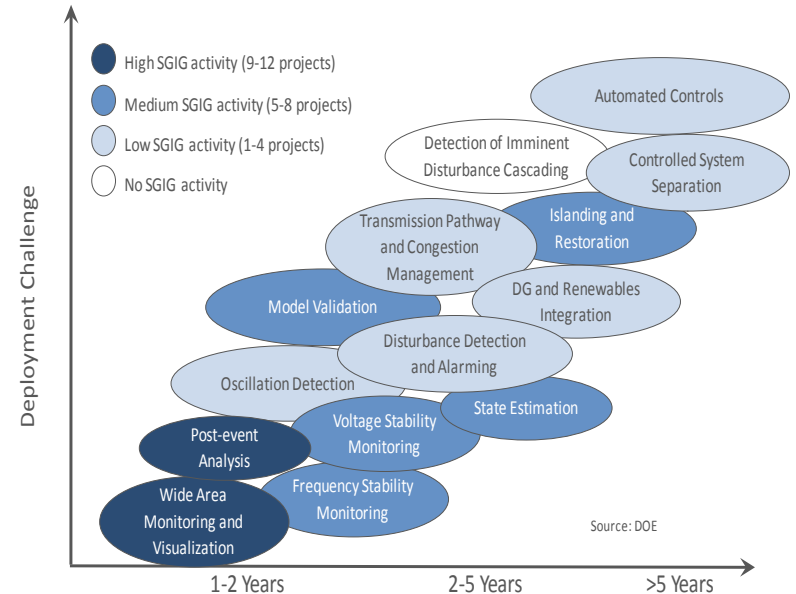 High SGIG activity (9-12 projects)
Medium SGIG activity (5-8 projects)
Low SGIG activity (1-4 projects)
No SGIG activity
Deployment Challenge
Automated Controls
Detection of Imminent
Disturbance Cascading
Controlled System
Separation
Transmission Pathway
and Congestion
Management
Islanding and
Restoration
Model Validation
DG and Renewables
Integration
Disturbance Detection
and Alarming
Oscillation Detection
State Estimation
Voltage Stability
Monitoring
Post-event
Analysis
Frequency Stability
Monitoring
Wide Area
Monitoring and
Visualization
Source: DOE
1-2 Years
2-5 Years
>5 Years